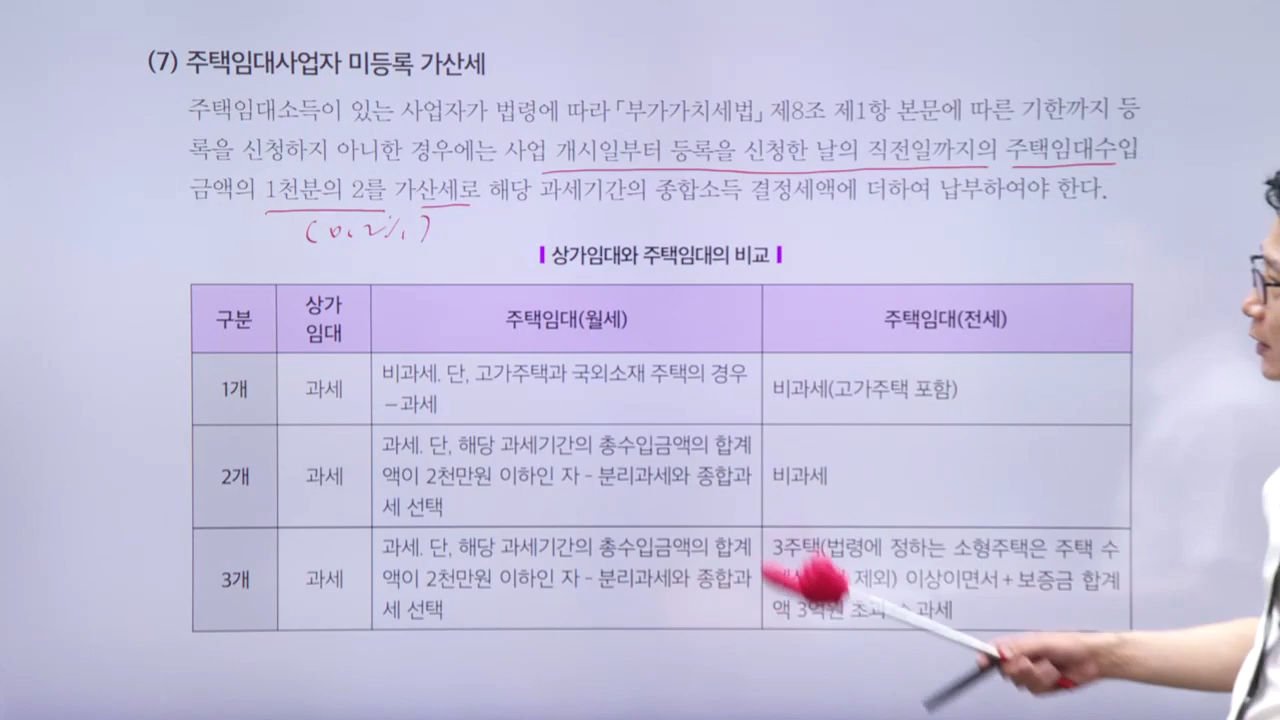 (7) 주택임대사업자 미등록 가산세
주택임대소득이 있는 사업자가 법령에 따라 「부가가치세법」 제8조 제1항 본문에 따른 기한까지 등
록을 신청하지 아니한 경우에는 사업 개시일부터 등록을 신청한 날의 직전일까지의 주택임대수입
금액의 1천분의 2를 가산세로 해당 과세기간의 종합소득 결정세액에 더하여 납부하여야 한다.
(0.2%)
상가임대와 주택임대의 비교
구분
상가
임대
주택임대(월세)
주택임대(전세)
1개
과세
비과세. 단, 고가주택과 국외소재 주택의 경우
–과세
비과세(고가주택 포함)
2개
과세
과세. 단, 해당 과세기간의 총수입금액의 합계
액이 2천만원 이하인 자 - 분리과세와 종합과
세 선택
비과세
3개
과세
과세. 단, 해당 과세기간의 총수입금액의 합계
액이 2천만원 이하인 자 - 분리과세와 종합과
세 선택
3주택(법령에 정하는 소형주택은 주택 수
제외) 이상이면서+보증금 합계
액 3억원 초과 과세